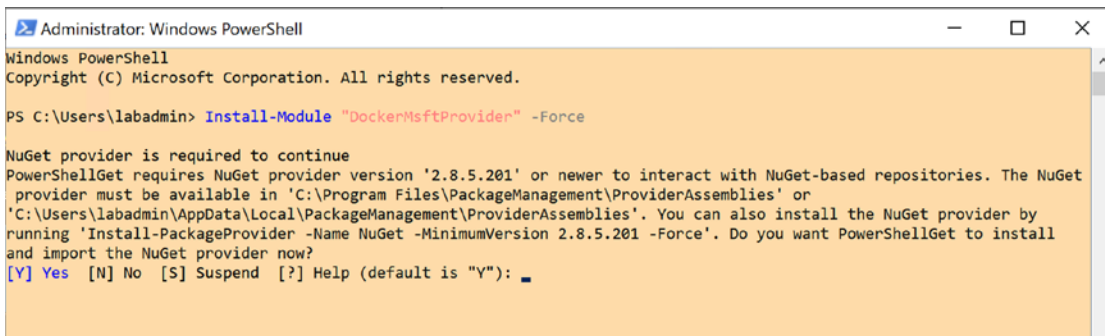 Administrator: Windows PowerShell
Windows PowerShell
Copyright (C) Microsoft Corporation. All rights reserved.
PS C:\Users\labadmin> Install-Module "DockerMsftProvider" -Force
NuGet provider is required to continue
PowerShellGet requires NuGet provider version '2.8.5.201' or newer to interact with NuGet-based repositories. The NuGet
provider must be available in 'C:\Program Files\PackageManagement\ProviderAssemblies' or
'C:\Users\labadmin\AppData\Local\PackageManagement\ProviderAssemblies'. You can also install the NuGet provider by
running 'Install-PackageProvider -Name NuGet -MinimumVersion 2.8.5.201 -Force'. Do you want PowerShellGet to install
and import the NuGet provider now?
[Y] Yes  [N] No  [S] Suspend  [?] Help (default is "Y"):